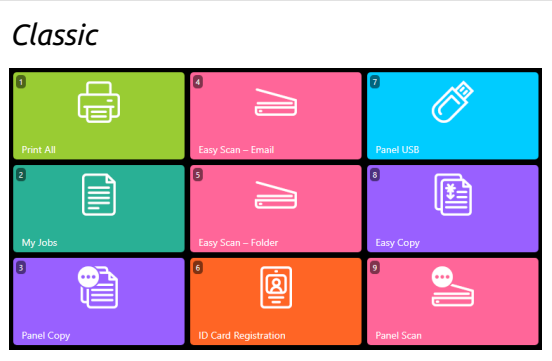 Classic
1
Print All
4
Easy Scan – Email
7
Panel USB
2
My Jobs
5
Easy Scan – Folder
8
¥
Easy Copy
3
Panel Copy
6
ID Card Registration
9
Panel Scan